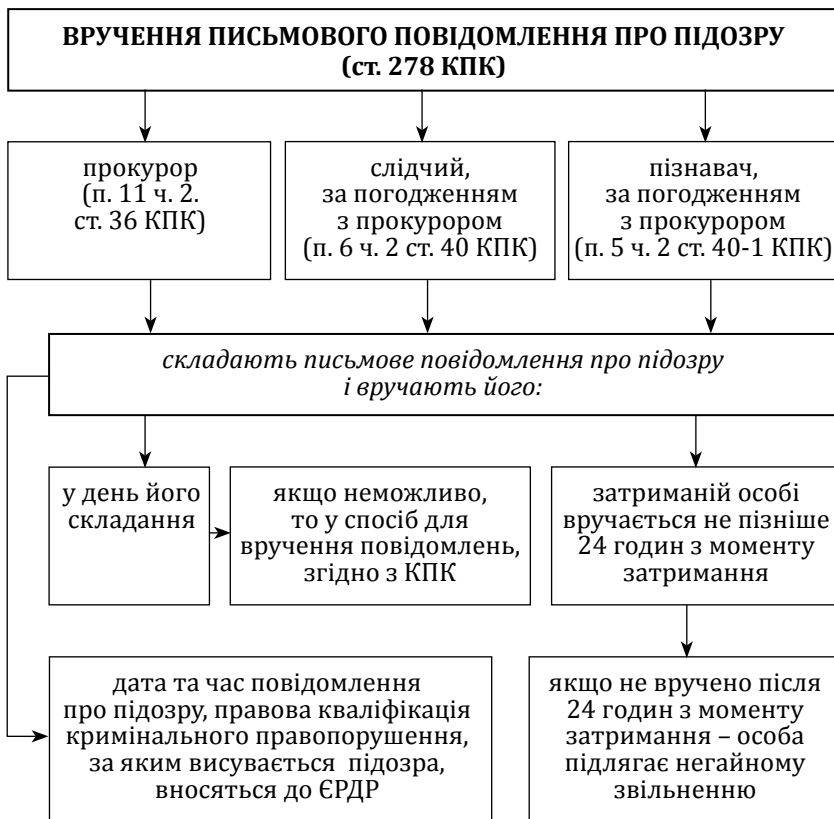 ВРУЧЕННЯ ПИСЬМОВОГО ПОВІДОМЛЕННЯ ПРО ПІДОЗРУ
(ст. 278 КПК)
прокурор
(п. 11 ч. 2.
ст. 36 КПК)
слідчий,
за погодженням
з прокурором
(п. 6 ч. 2 ст. 40 КПК)
пізнавач,
за погодженням
з прокурором
(п. 5 ч. 2 ст. 40-1 КПК)
складають письмове повідомлення про підозру
і вручають його:
у день його
складання
якщо неможливо,
то у спосіб для
вручення повідомлень,
згідно з КПК
затриманій особі
вручається не пізніше
24 годин з моменту
затримання
дата та час повідомлення
про підозру, правова кваліфікація
кримінального правопорушення,
за яким висувається підозра,
вносяться до ЄРДР
якщо не вручено після
24 годин з моменту
затримання – особа
підлягає негайному
звільненню